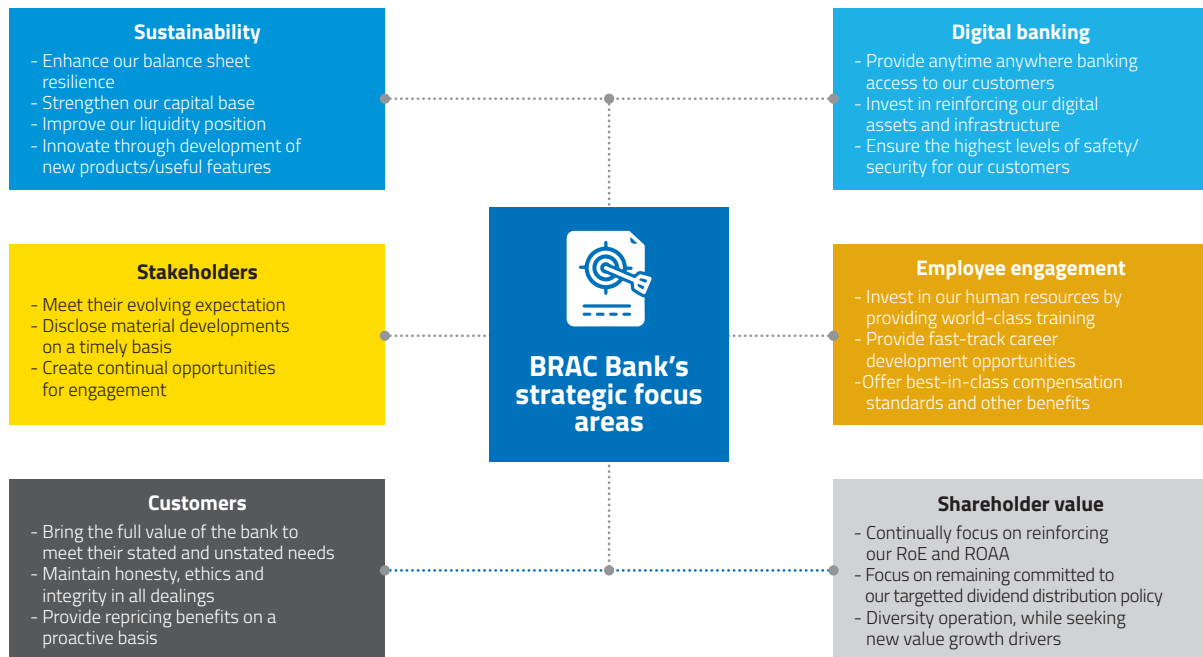 Sustainability
- Enhance our balance sheet
resilience
- Strengthen our capital base
- Improve our liquidity position
- Innovate through development of
new products/useful features
Digital banking
- Provide anytime anywhere banking
access to our customers
- Invest in reinforcing our digital
assets and infrastructure
- Ensure the highest levels of safety/
security for our customers
Stakeholders
- Meet their evolving expectation
- Disclose material developments
on a timely basis
- Create continual opportunities
for engagement
BRAC Bank's
strategic focus
areas
Employee engagement
- Invest in our human resources by
providing world-class training
- Provide fast-track career
development opportunities
-Offer best-in-class compensation
standards and other benefits
Customers
- Bring the full value of the bank to
meet their stated and unstated needs
- Maintain honesty, ethics and
integrity in all dealings
- Provide repricing benefits on a
proactive basis
Shareholder value
- Continually focus on reinforcing
our RoE and ROAA
- Focus on remaining committed to
our targetted dividend distribution policy
- Diversity operation, while seeking
new value growth drivers